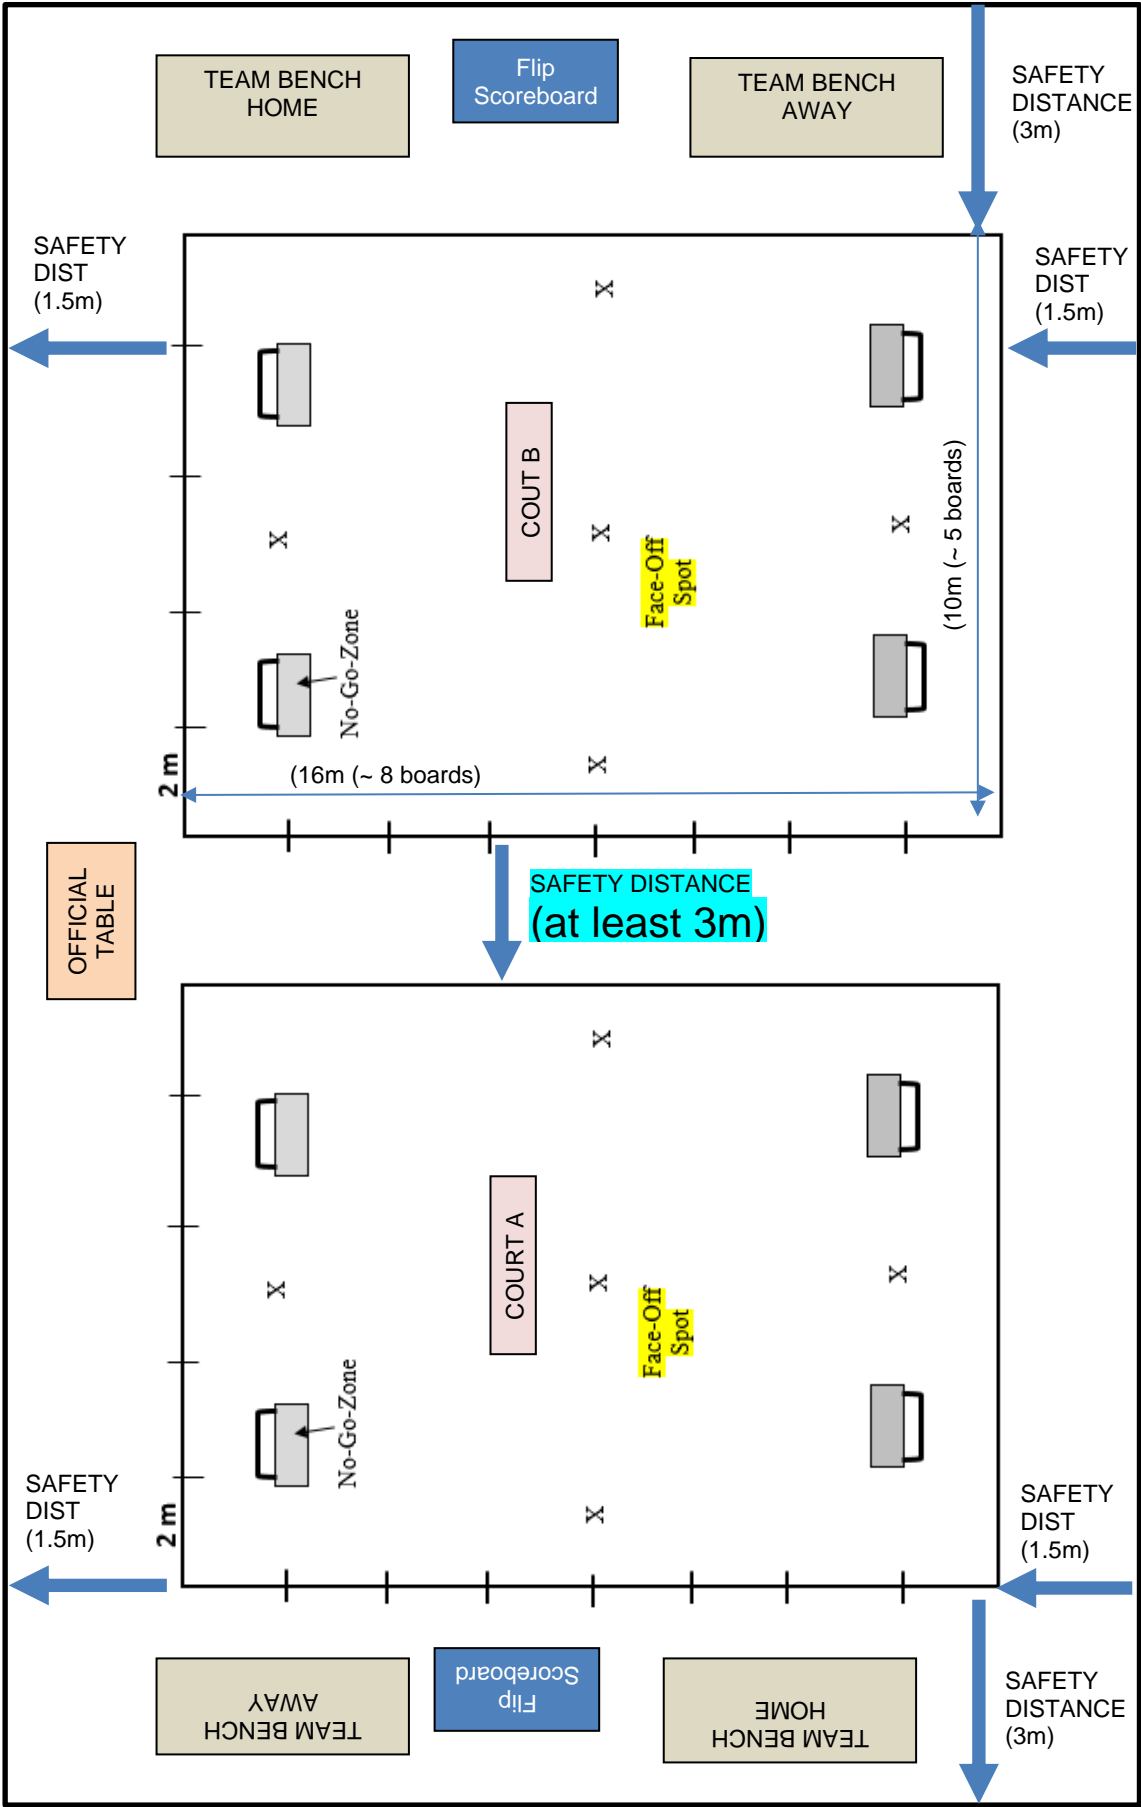 TEAM BENCH
HOME
Flip
Scoreboard
TEAM BENCH
AWAY
SAFETY
DISTANCE
(3m)
SAFETY
DIST
(1.5m)
SAFETY
DIST
(1.5m)
X
COUT B
X
X
X
Face-Off
Spot
(10m (~ 5 boards)
No-Go-Zone
X
2 m
(16m (~ 8 boards)
OFFICIAL
TABLE
SAFETY DISTANCE
(at least 3m)
X
COURT A
X
X
X
Face-Off
Spot
No-Go-Zone
X
2 m
SAFETY
DIST
(1.5m)
SAFETY
DIST
(1.5m)
TEAM BENCH
AWAY
Flip
Scoreboard
TEAM BENCH
HOME
SAFETY
DISTANCE
(3m)